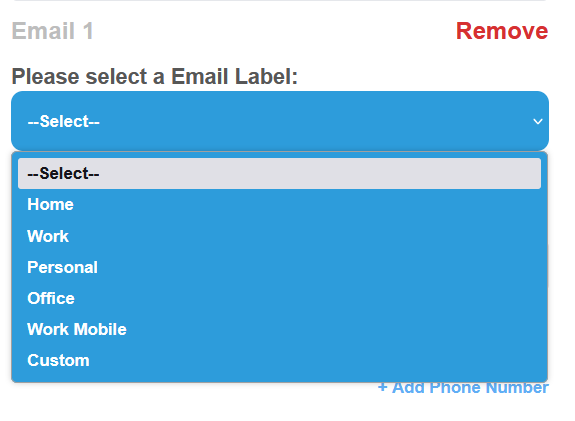 Email 1
Remove
Please select a Email Label:
--Select--
--Select--
Home
Work
Personal
Office
Work Mobile
Custom
+ Add Phone Number